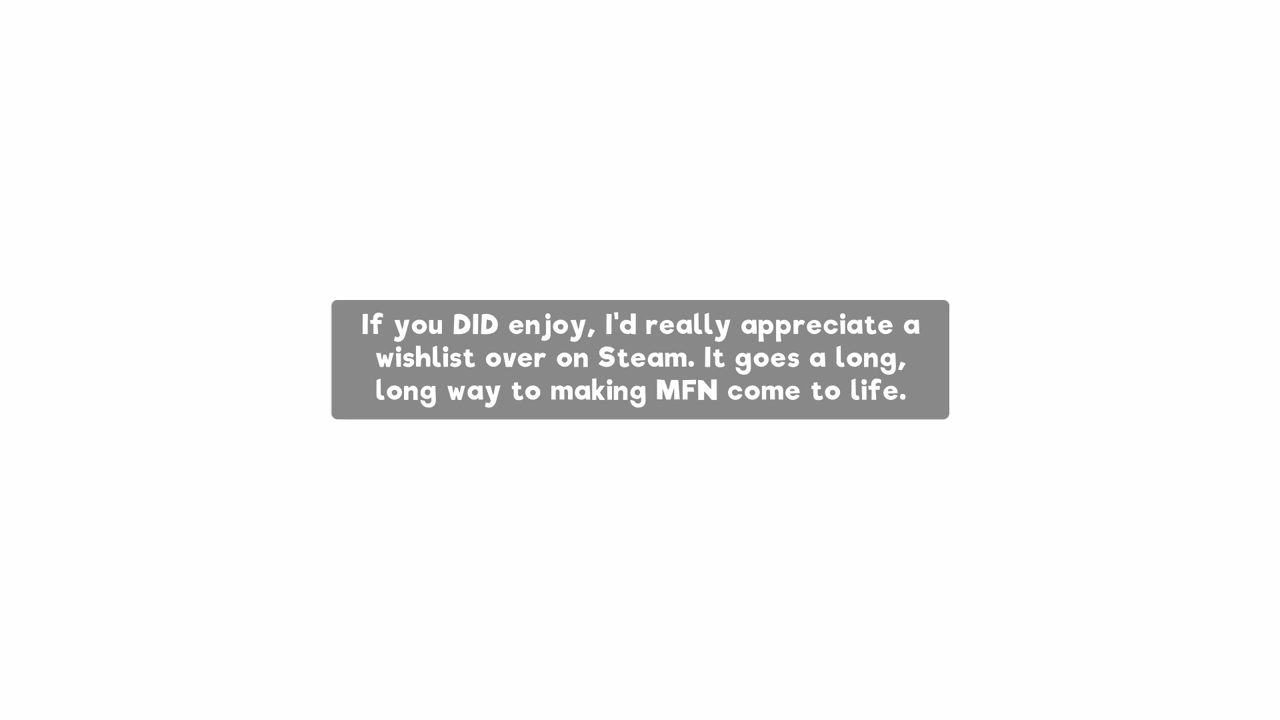 If you DID enjoy, I'd really appreciate a
wishlist over on Steam. It goes a long,
long way to making MFN come to life.